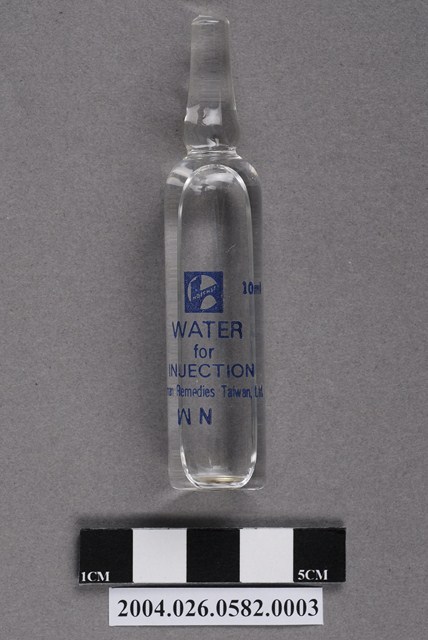 10ml
WATER
for
INJECTION
Remedies Taiwan, Ltd.
W N
1CM 5CM
2004.026.0582.0003